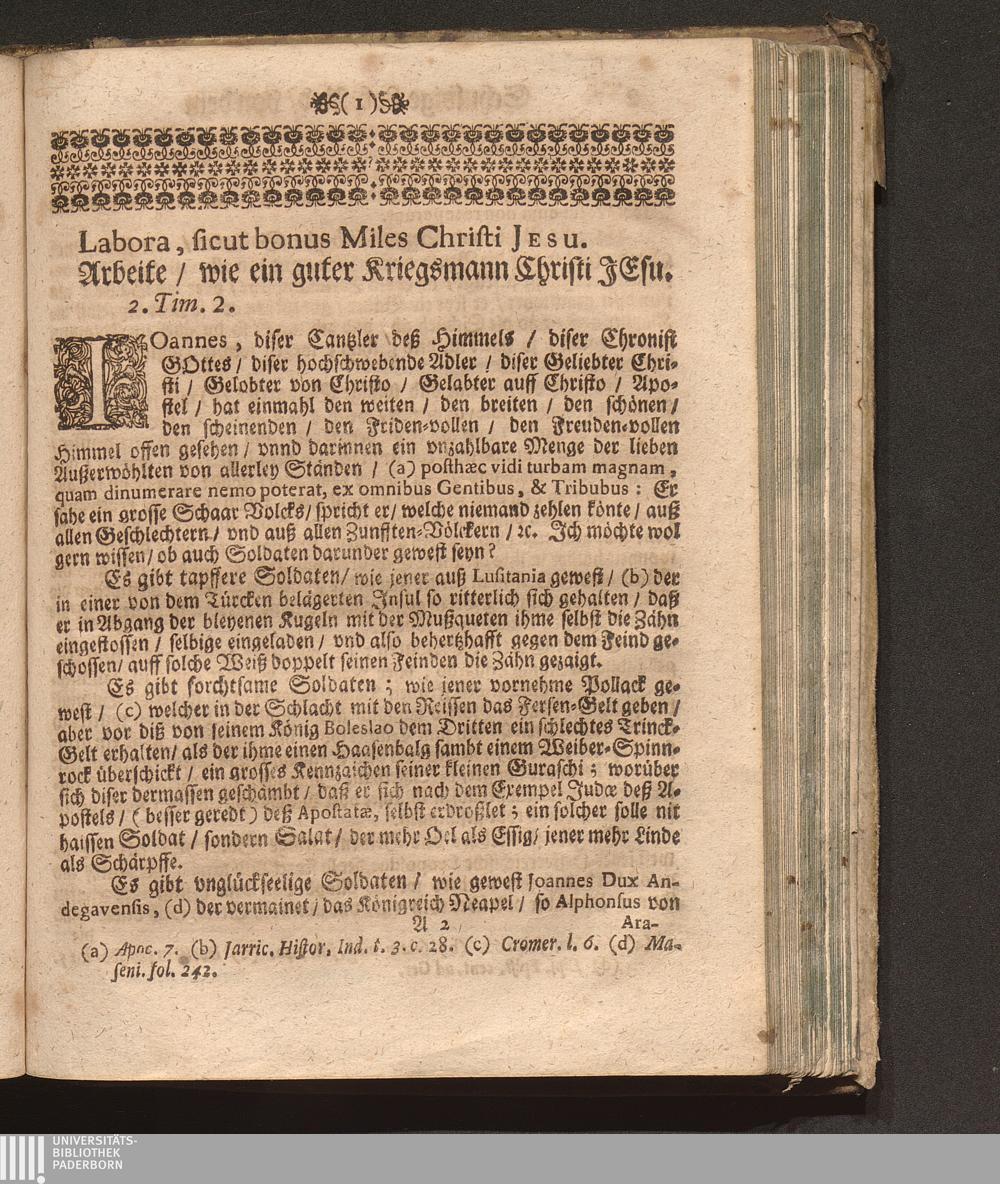 (1)
Labora, sicut bonus Miles Christi JESU.
Arbeite / wie ein guter Kriegsmann Christi JEsu.
2. Tim. 2.
IOannes, diser Cantzler deß Himmels / diser Chronist
GOttes / diser hochschwebende Adler / diser Geliebter Chri-
sti / Gelobter von Christo / Gelabter auff Christo / Apo-
stel / hat einmahl den weiten / den breiten / den schönen /
den scheinenden / den Friden-vollen / den Freuden-vollen
Himmel offen gesehen / vnnd darinnen ein vnzahlbare Menge der lieben
Außerwöhlten von allerley Ständen / (a) posthæc vidi turbam magnam,
quam dinumerare nemo poterat, ex omnibus Gentibus, & Tribubus: Er
sahe ein grosse Schaar Volcks / spricht er / welche niemand zehlen könte / auß
allen Geschlechtern / vnd auß allen Zunfften-Völckern / ꝛc. Ich möchte wol
gern wissen / ob auch Soldaten darunder gewest seyn?
Es gibt tapffere Soldaten / wie jener auß Lusitania gewest / (b) der
in einer von dem Türcken belägerten Insul so ritterlich sich gehalten / daß
er in Abgang der bleyenen Kugeln mit der Mußqueten ihme selbst die Zähn
eingestossen / selbige eingeladen / vnd also behertzhafft gegen dem Feind ge-
schossen / auff solche Weiß doppelt seinen Feinden die Zähn gezaigt.
Es gibt forchtsame Soldaten; wie jener vornehme Pollack ge-
west / (c) welcher in der Schlacht mit den Reissen das Fersen-Gelt geben /
aber vor diß von seinem König Boleslao dem Dritten ein schlechtes Trinck-
Gelt erhalten / als der ihme einen Haasenbalg sambt einem Weiber-Spinn-
rock überschickt / ein grosses Kennzaichen seiner kleinen Guraschi; worüber
sich diser dermassen geschämbt / daß er sich nach dem Exempel Judæ deß A-
postels / (besser geredt) deß Apostatæ, selbst erdroßlet; ein solcher solle nit
haissen Soldat / sondern Salat / der mehr Oel als Essig / jener mehr Linde
als Schärpffe.
Es gibt vnglückseelige Soldaten / wie gewest Joannes Dux An-
degavensis, (d) der vermainet / das Königreich Neapel / so Alphonsus von
A 2 Ara-
(a) Apoc. 7. (b) Jarric. Histor. Ind. t. 3. c. 28. (c) Cromer. l. 6. (d) Ma-
seni. fol. 242.
UNIVERSITÄTS-
BIBLIOTHEK
PADERBORN